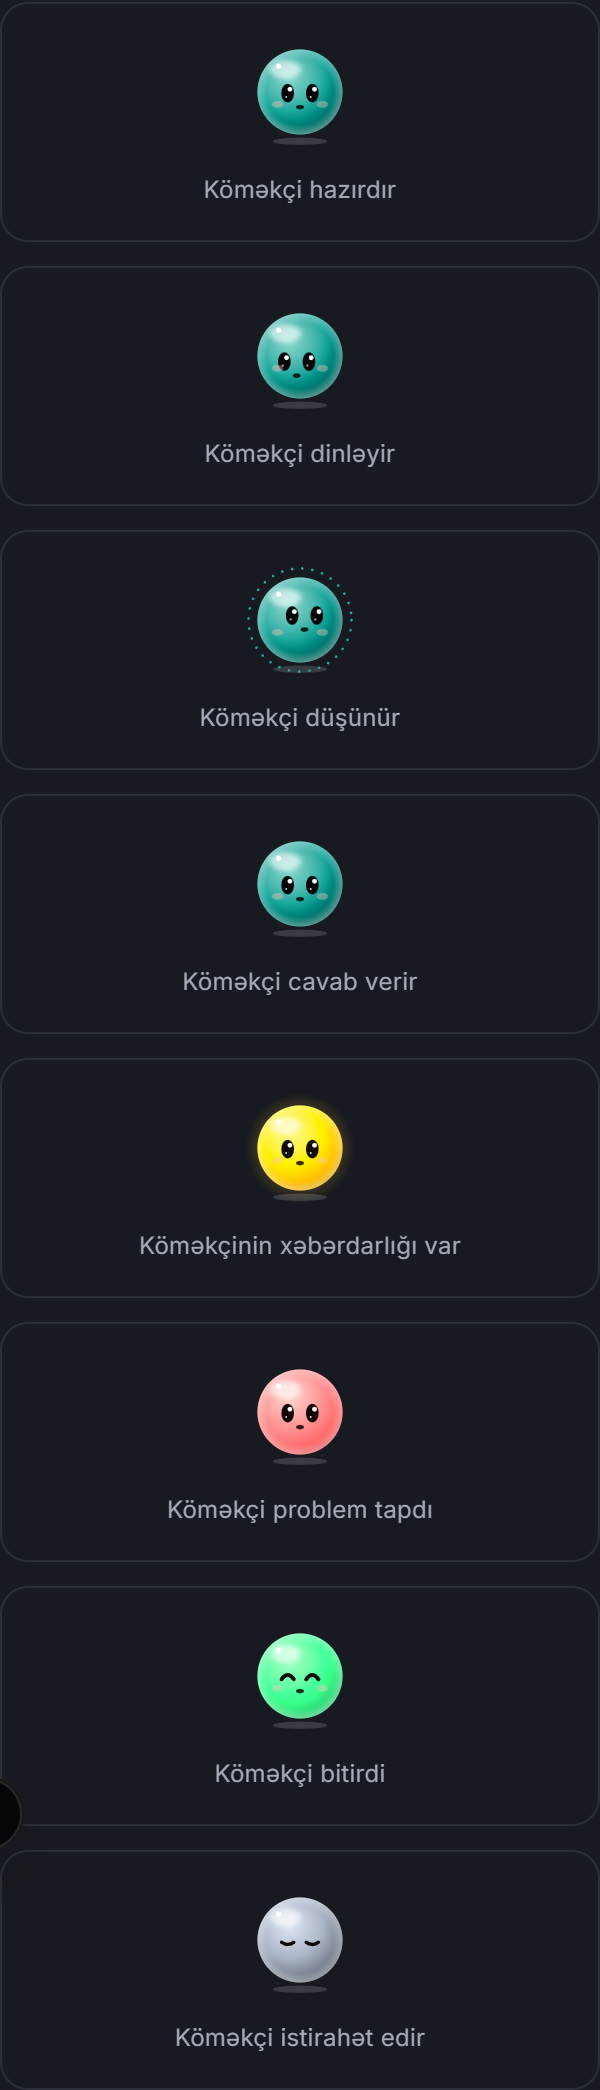 Köməkçi hazırdır
Köməkçi dinləyir
Köməkçi düşünür
Köməkçi cavab verir
Köməkçinin xəbərdarlığı var
Köməkçi problem tapdı
Köməkçi bitirdi
Köməkçi istirahət edir